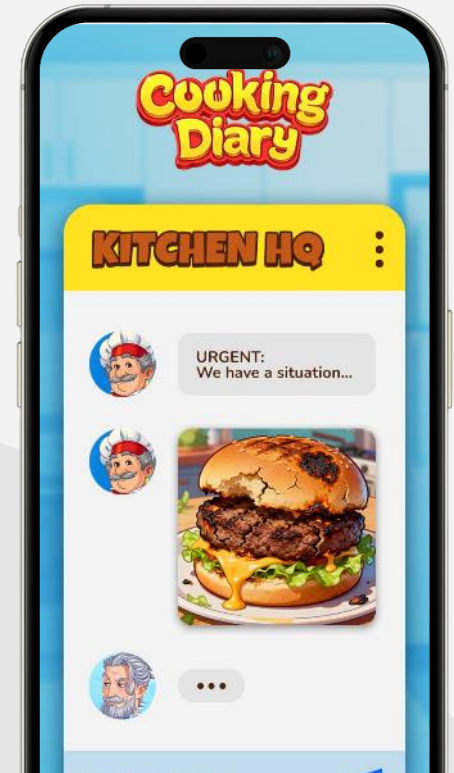 Cooking
Diary
KITCHEN HQ
URGENT:
We have a situation...